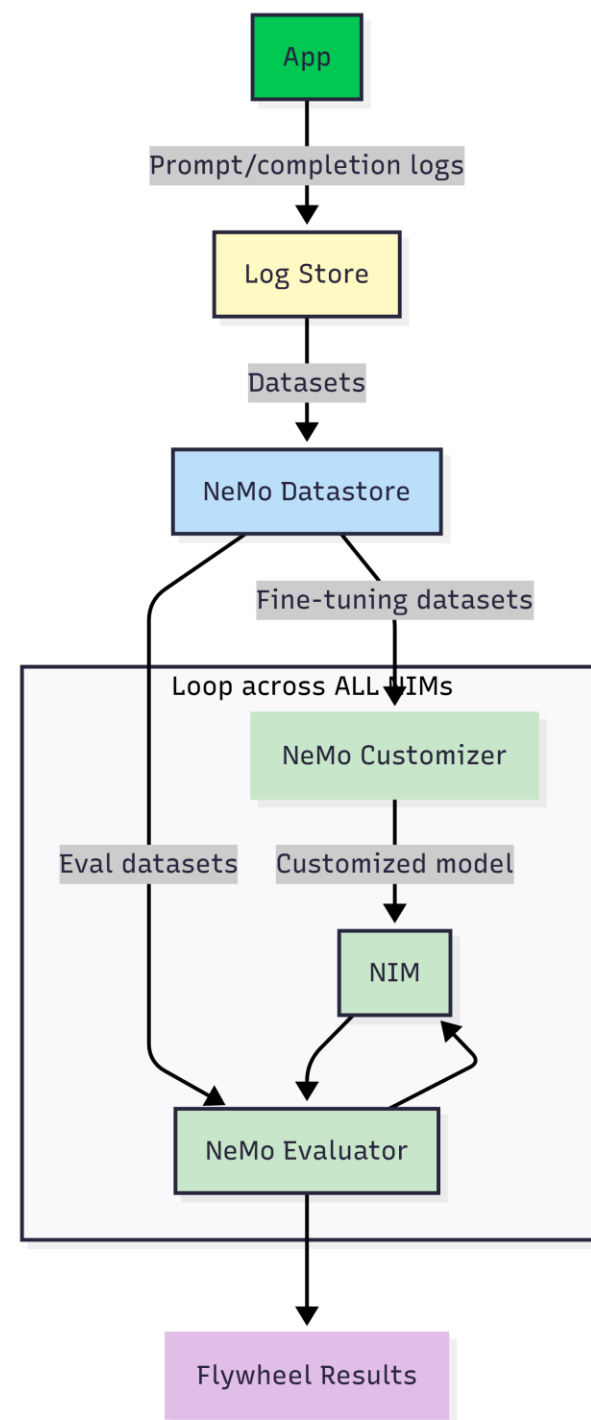 App
Prompt/completion logs
Log Store
Datasets
NeMo Datastore
Fine-tuning datasets
Loop across ALL NIMs
NeMo Customizer
Eval datasets
Customized model
NIM
NeMo Evaluator
Flywheel Results